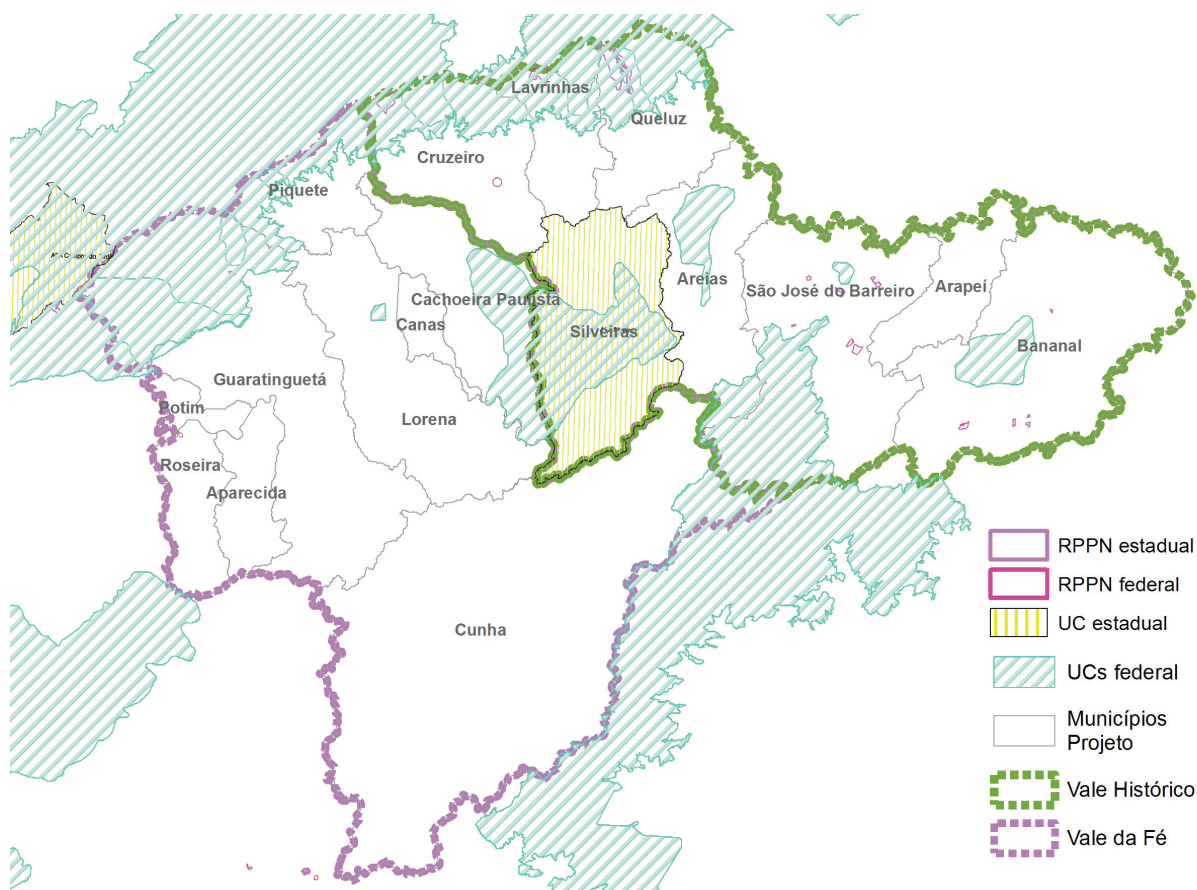 Lavrinhas
Queluz
Cruzeiro
Piquete
Areias
São José do Barreiro
Arapeí
Cachoeira Paulista
Canas
Silveiras
Bananal
Guaratinguetá
Potim
Lorena
Roseira
Aparecida
Cunha
RPPN estadual
RPPN federal
UC estadual
UCs federal
Municípios
Projeto
Vale Histórico
Vale da Fé